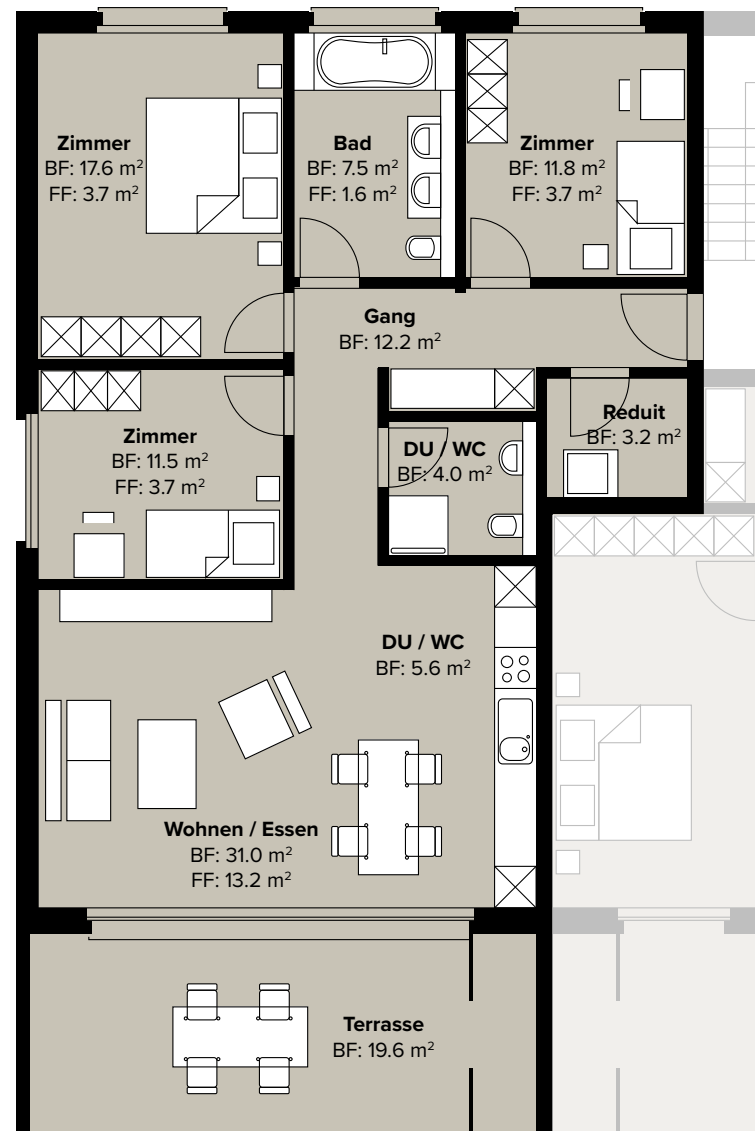 Zimmer
BF: 17.6 m²
FF: 3.7 m²
Bad
BF: 7.5 m²
FF: 1.6 m²
Zimmer
BF: 11.8 m²
FF: 3.7 m²
Gang
BF: 12.2 m²
Zimmer
BF: 11.5 m²
FF: 3.7 m²
DU / WC
BF: 4.0 m²
Reduit
BF: 3.2 m²
DU / WC
BF: 5.6 m²
Wohnen / Essen
BF: 31.0 m²
FF: 13.2 m²
Terrasse
BF: 19.6 m²